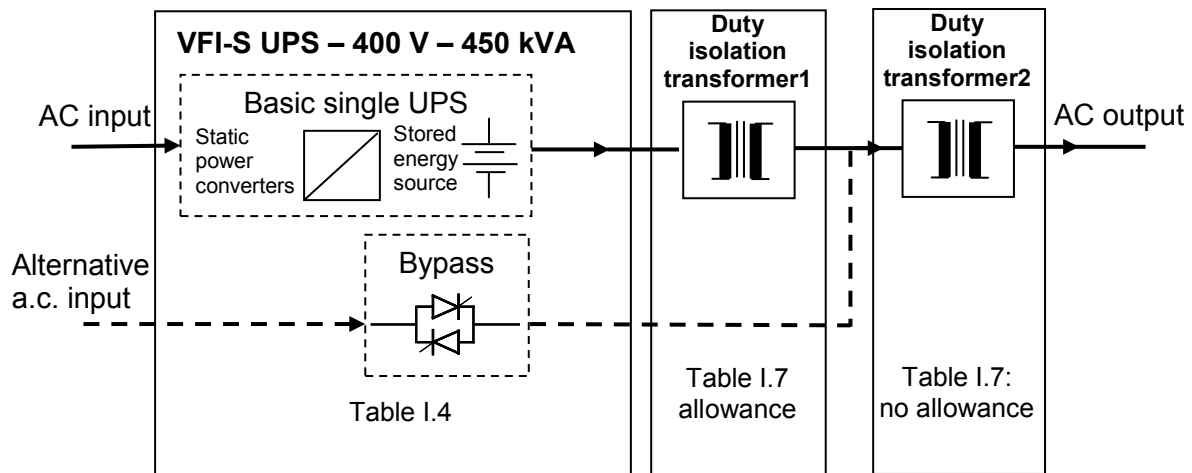 VFI-S UPS – 400 V – 450 kVA
Basic single UPS
AC input
Static
power
converters
Stored
energy
source
Alternative
a.c. input
Bypass
Table I.4
Duty
isolation
transformer1
Table I.7
allowance
Duty
isolation
transformer2
AC output
Table I.7:
no allowance